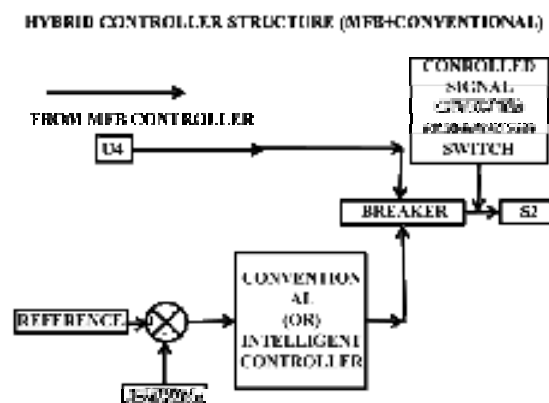 HYBRID CONTROLLER STRUCTURE (MFB+CONVENTIONAL)
CONROLLED
SIGNAL
SWITCH
FROM MFB CONTROLLER
U4
BREAKER
S2
CONVENTION
AL
(OR)
INTELLIGENT
CONTROLLER
REFERENCE